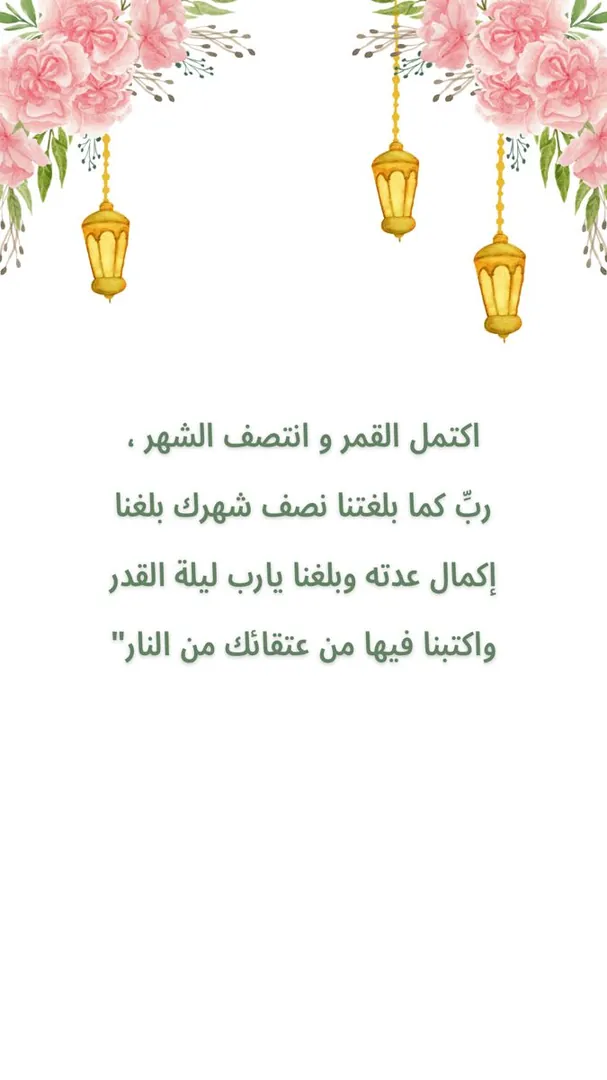 اكتمل القمر و انتصف الشهر ،
ربِّ كما بلغتنا نصف شهرك بلغنا
إكمال عدته وبلغنا يارب ليلة القدر
واكتبنا فيها من عتقائك من النار"